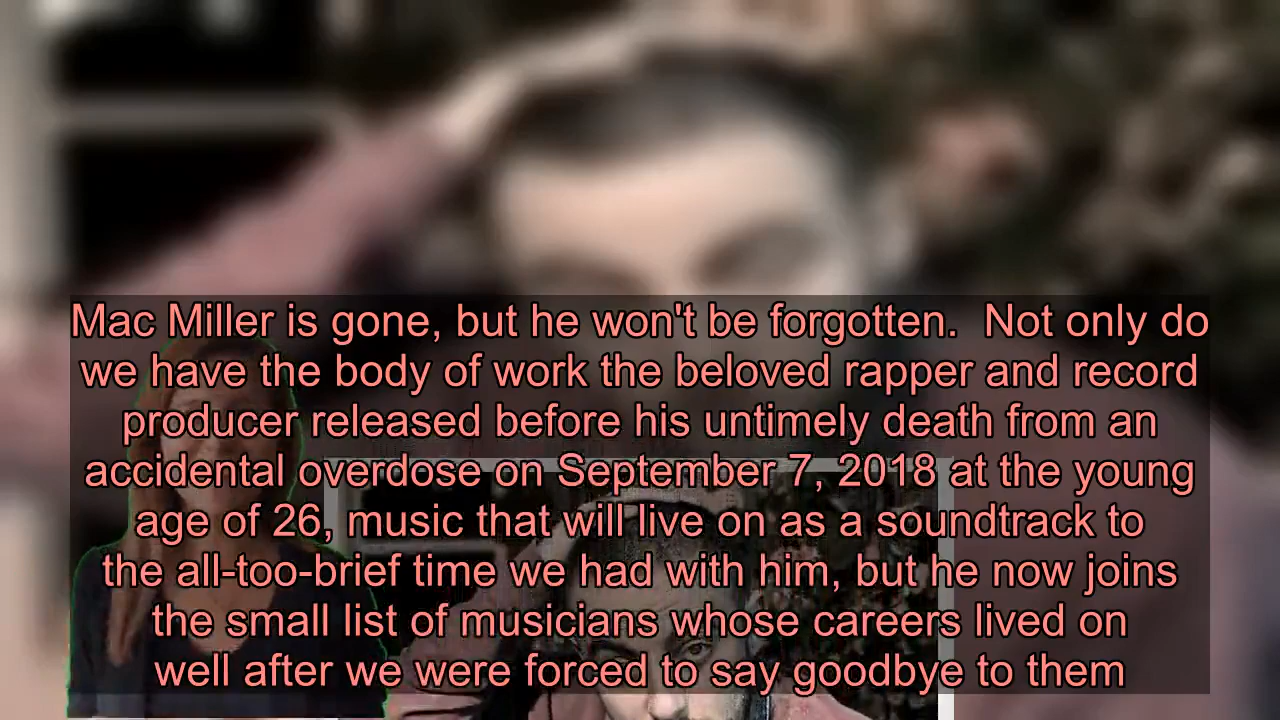 Mac Miller is gone, but he won't be forgotten.  Not only do
we have the body of work the beloved rapper and record
producer released before his untimely death from an
accidental overdose on September 7, 2018 at the young
age of 26, music that will live on as a soundtrack to
the all-too-brief time we had with him, but he now joins
the small list of musicians whose careers lived on
well after we were forced to say goodbye to them